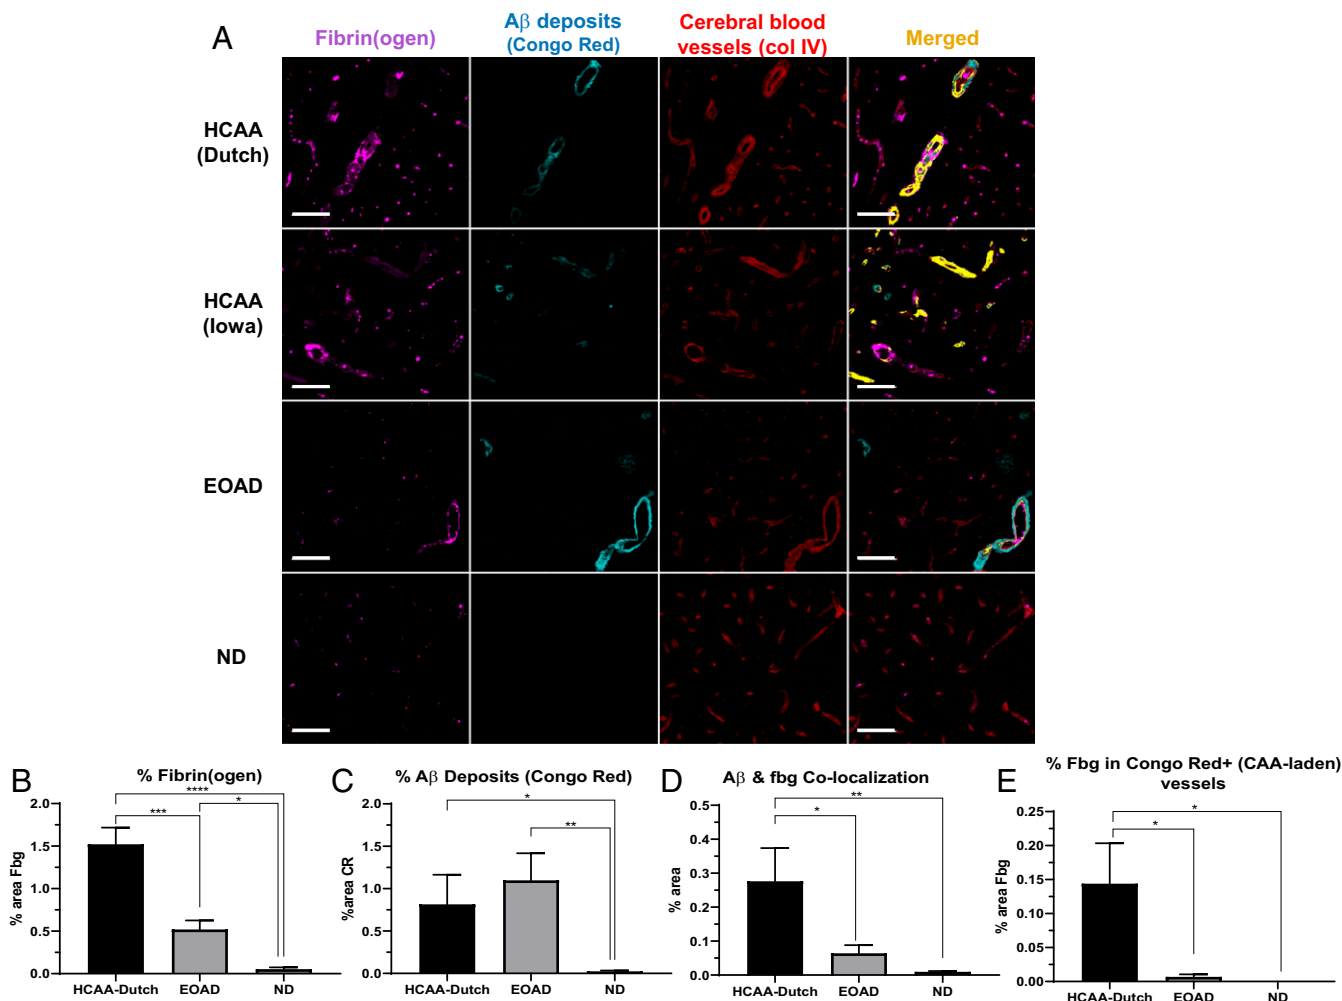 A
Fibrin(ogen)
Aβ deposits
(Congo Red)
Cerebral blood
vessels (col IV)
Merged
HCAA
(Dutch)
HCAA
(Iowa)
EOAD
ND
B
% Fibrin(ogen)
****
***
*
2.0
1.5
1.0
0.5
0.0
% area Fbg
HCAA-Dutch
EOAD
ND
C
% Aβ Deposits (Congo Red)
*
**
2.0
1.5
1.0
0.5
0.0
%area CR
HCAA-Dutch
EOAD
ND
D
Aβ & fbg Co-localization
**
*
0.5
0.4
0.3
0.2
0.1
0.0
% area
HCAA-Dutch
EOAD
ND
E
% Fbg in Congo Red+ (CAA-laden)
vessels
*
*
0.25
0.20
0.15
0.10
0.05
0.00
% area Fbg
HCAA-Dutch
EOAD
ND